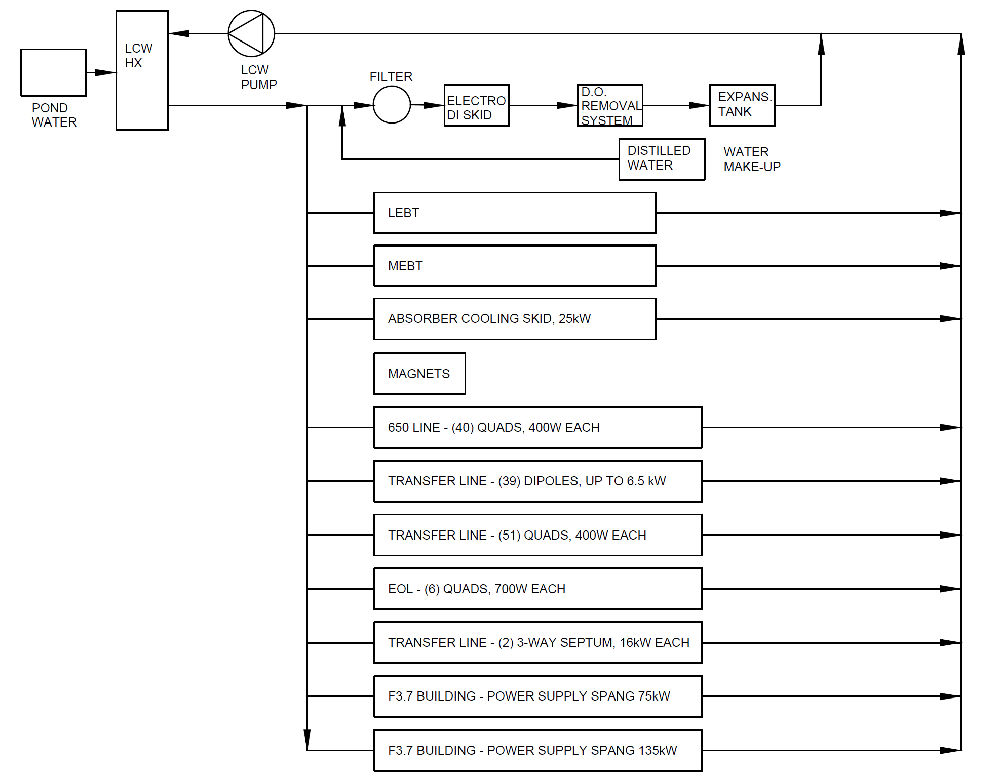 LCW
HX
POND
WATER
LCW
PUMP
FILTER
ELECTRO
DI SKID
D.O.
REMOVAL
SYSTEM
EXPANS.
TANK
DISTILLED
WATER
WATER
MAKE-UP
LEBT
MEBT
ABSORBER COOLING SKID, 25kW
MAGNETS
650 LINE - (40) QUADS, 400W EACH
TRANSFER LINE - (39) DIPOLES, UP TO 6.5 kW
TRANSFER LINE - (51) QUADS, 400W EACH
EOL - (6) QUADS, 700W EACH
TRANSFER LINE - (2) 3-WAY SEPTUM, 16kW EACH
F3.7 BUILDING - POWER SUPPLY SPANG 75kW
F3.7 BUILDING - POWER SUPPLY SPANG 135kW